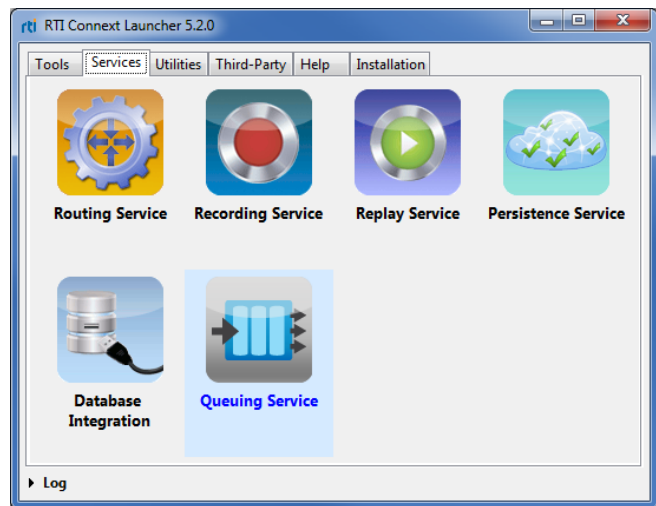 rti RTI Connext Launcher 5.2.0
Tools Services Utilities Third-Party Help Installation
Routing Service Recording Service Replay Service Persistence Service
Database
Integration
Queuing Service
Log